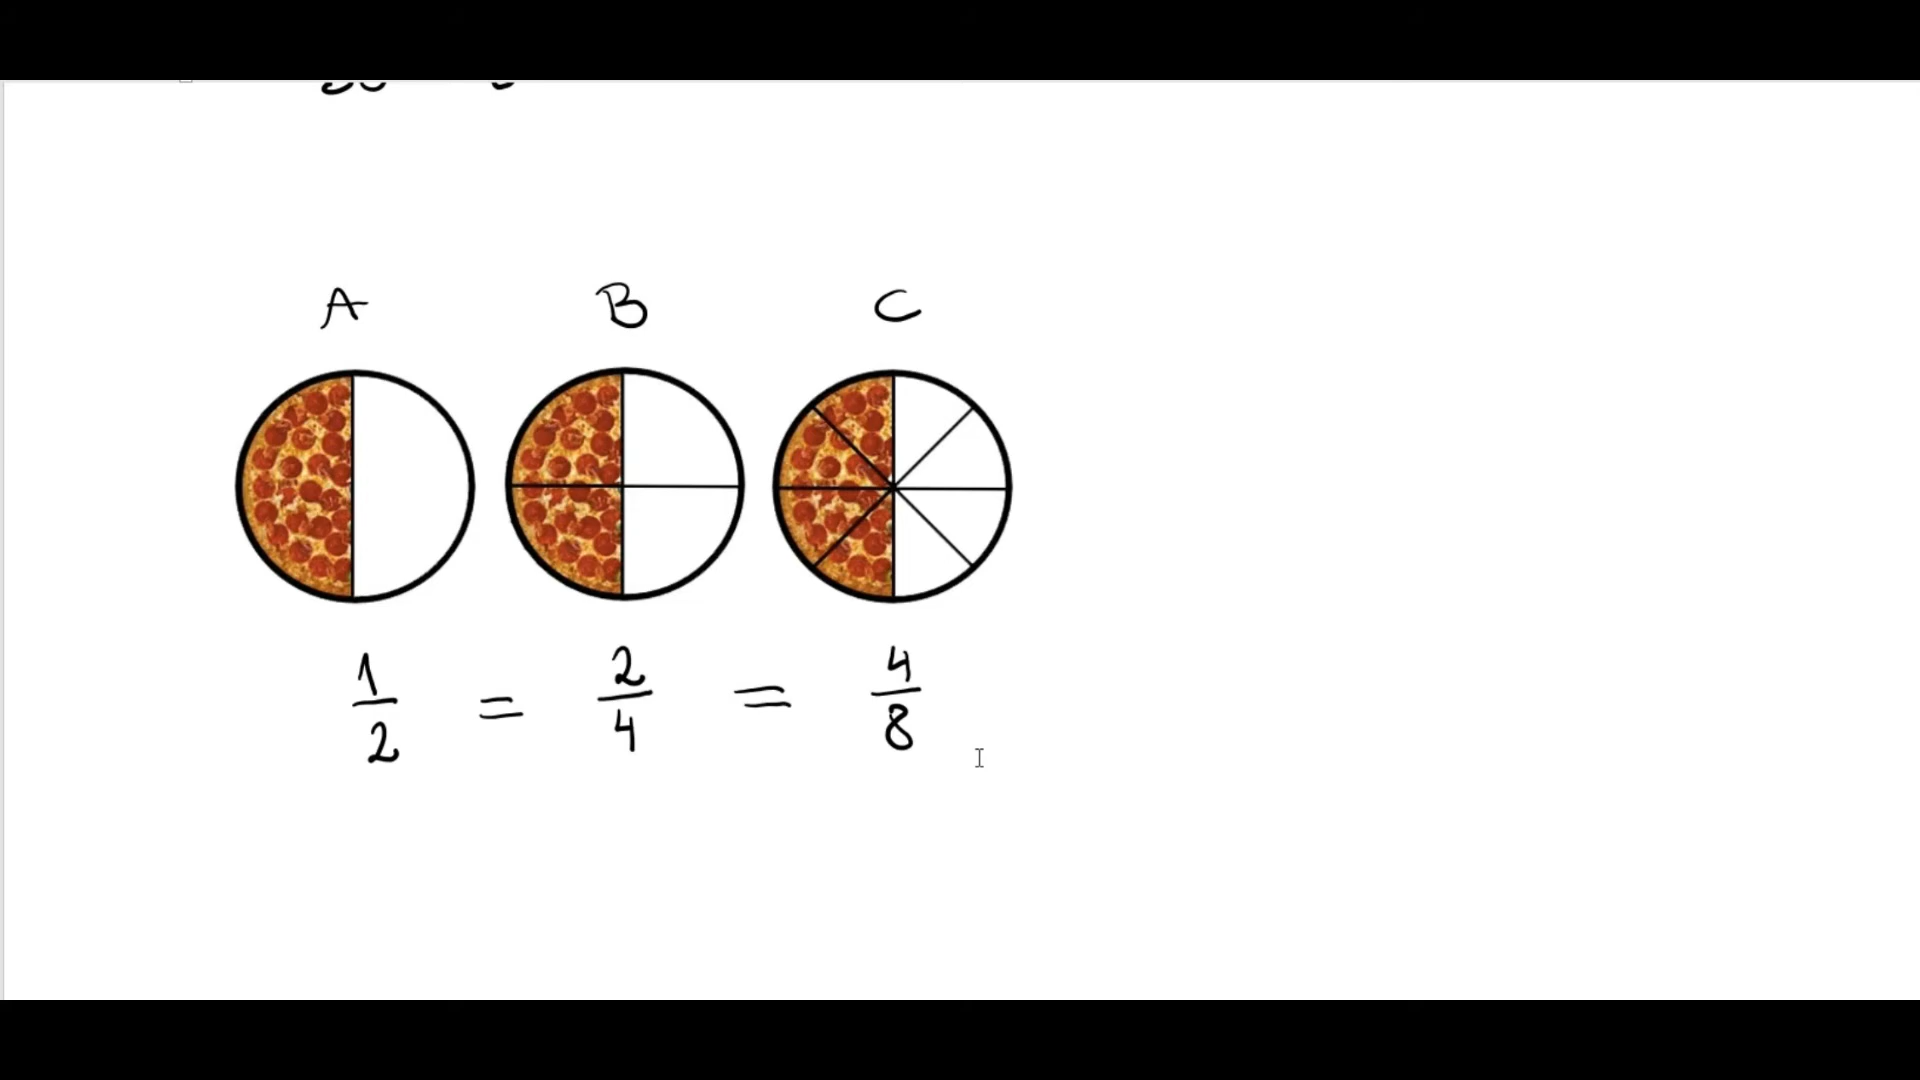 A B C
1/2 = 2/4 = 4/8